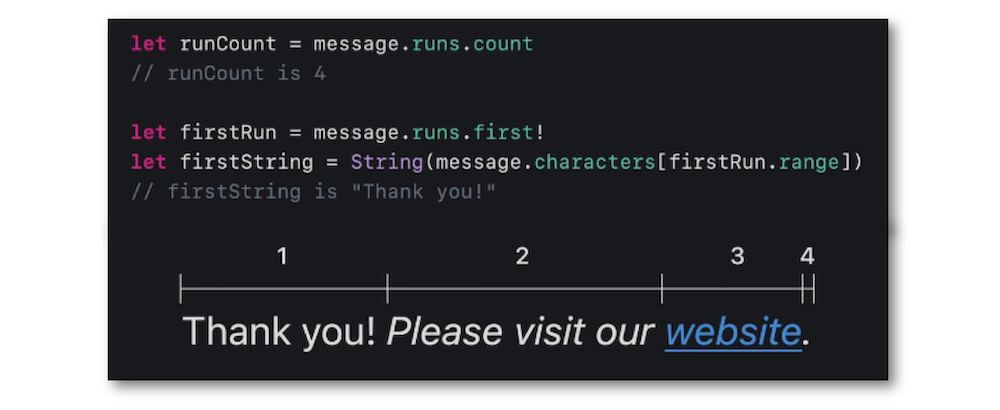 let runCount = message.runs.count
// runCount is 4
let firstRun = message.runs.first!
let firstString = String(message.characters[firstRun.range])
// firstString is "Thank you!"
1 2 3 4
Thank you! Please visit our website.